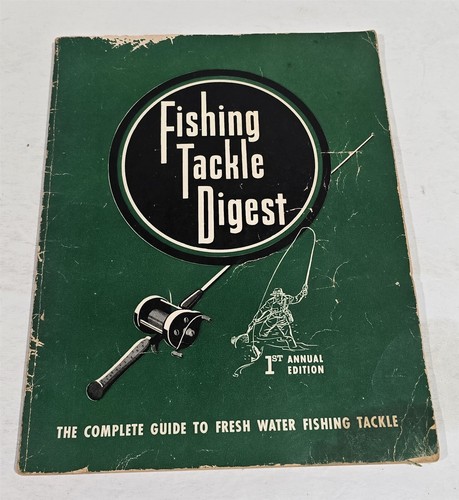 Fishing
Tackle
Digest
1ST ANNUAL
EDITION
THE COMPLETE GUIDE TO FRESH WATER FISHING TACKLE